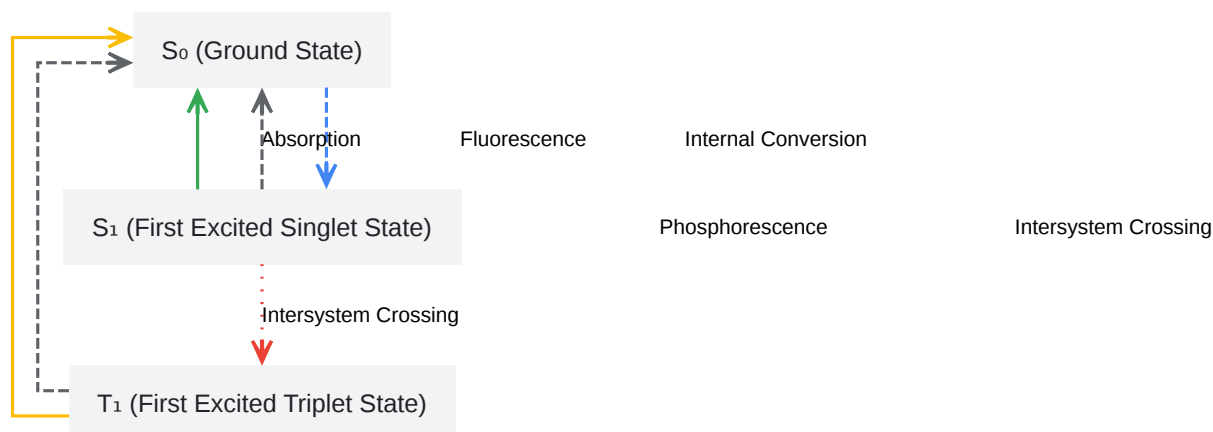 S₀ (Ground State)
Absorption Fluorescence Internal Conversion
S₁ (First Excited Singlet State) Phosphorescence Intersystem Crossing
Intersystem Crossing
T₁ (First Excited Triplet State)